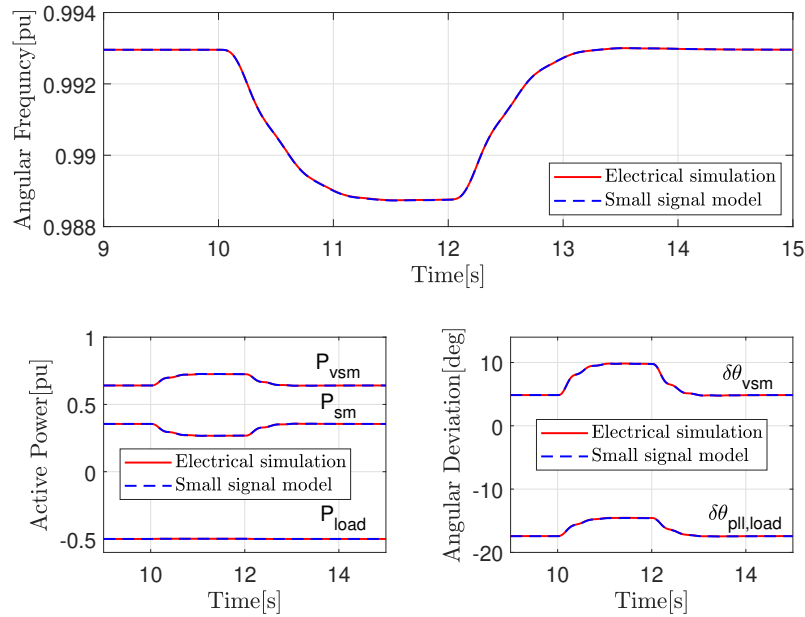 0.994
0.992
0.99
0.988
Angular Frequncy[pu]
9 10 11 12 13 14 15
Time[s]
Electrical simulation
Small signal model
1
0.5
0
-0.5
Active Power[pu]
10 12 14
Time[s]
P_vsm
P_sm
Electrical simulation
Small signal model
P_load
10
0
-10
-20
Angular Deviation[deg]
10 12 14
Time[s]
δθ_vsm
Electrical simulation
Small signal model
δθ_pll,load